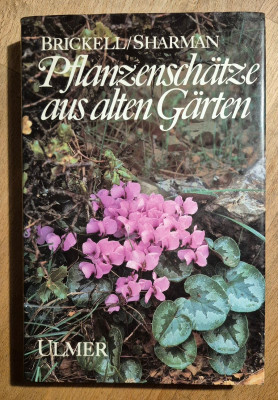 BRICKELL/SHARMAN
Pflanzenschätze
aus alten Gärten
ULMER